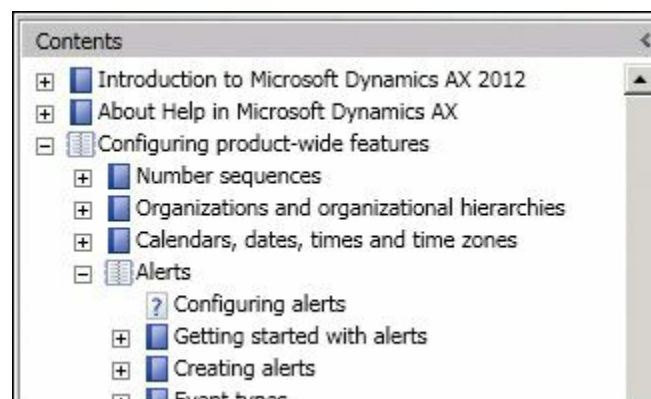 Contents
Introduction to Microsoft Dynamics AX 2012
About Help in Microsoft Dynamics AX
Configuring product-wide features
Number sequences
Organizations and organizational hierarchies
Calendars, dates, times and time zones
Alerts
Configuring alerts
Getting started with alerts
Creating alerts
Event types